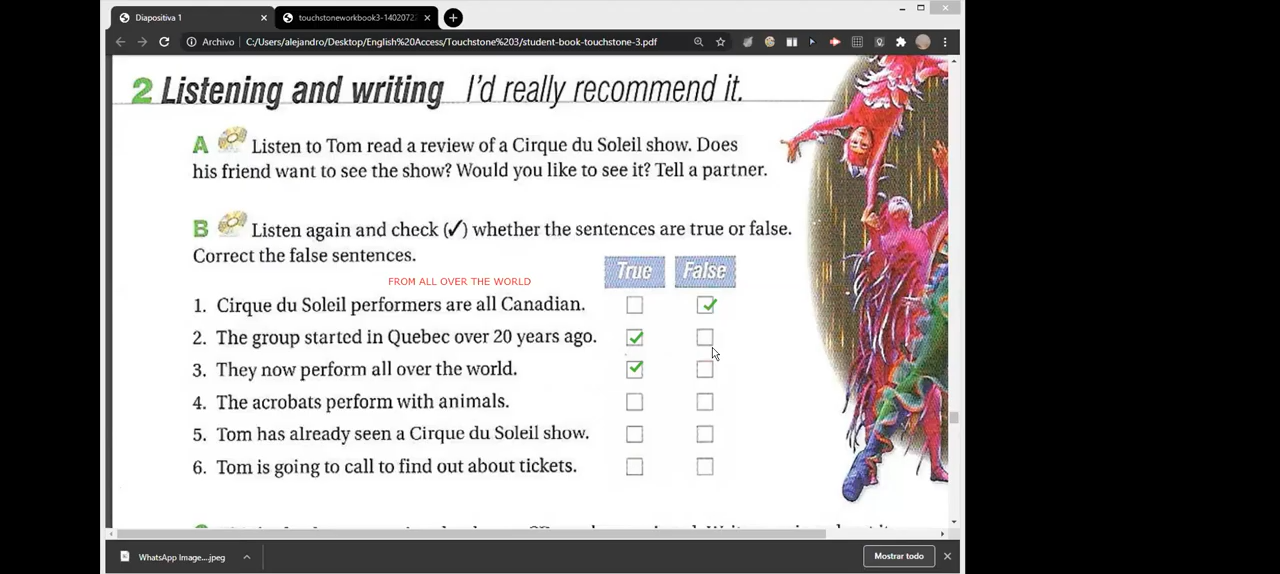 Diapositiva 1
touchstoneworkbook3-1402072
Archivo
C:/Users/alejandro/Desktop/English%20Access/Touchstone%203/student-book-touchstone-3.pdf
2 Listening and writing I'd really recommend it.
A Listen to Tom read a review of a Cirque du Soleil show. Does
his friend want to see the show? Would you like to see it? Tell a partner.
B Listen again and check (✓) whether the sentences are true or false.
Correct the false sentences.
FROM ALL OVER THE WORLD
True False
1. Cirque du Soleil performers are all Canadian.
2. The group started in Quebec over 20 years ago.
3. They now perform all over the world.
4. The acrobats perform with animals.
5. Tom has already seen a Cirque du Soleil show.
6. Tom is going to call to find out about tickets.
WhatsApp Image....jpeg
Mostrar todo